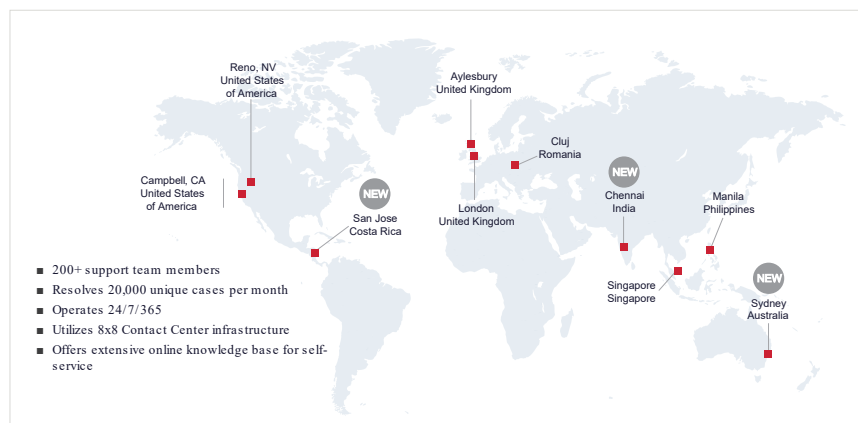 Reno, NV
United States
of America
Aylesbury
United Kingdom
Cluj
Romania
NEW
Chennai
India
Campbell, CA
United States
of America
NEW
San Jose
Costa Rica
London
United Kingdom
Manila
Philippines
Singapore
Singapore
NEW
Sydney
Australia
■ 200+ support team members
■ Resolves 20,000 unique cases per month
■ Operates 24/7/365
■ Utilizes 8x8 Contact Center infrastructure
■ Offers extensive online knowledge base for self-
service